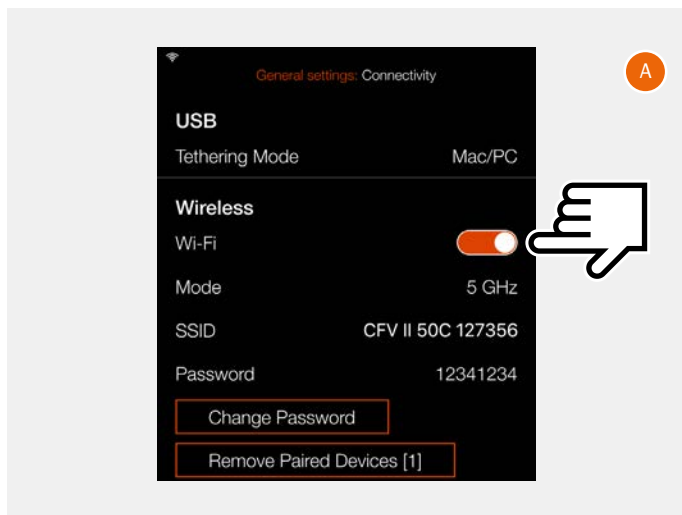 General settings: Connectivity
A
USB
Tethering Mode Mac/PC
Wireless
Wi-Fi
Mode 5 GHz
SSID CFV II 50C 127356
Password 12341234
Change Password
Remove Paired Devices [1]